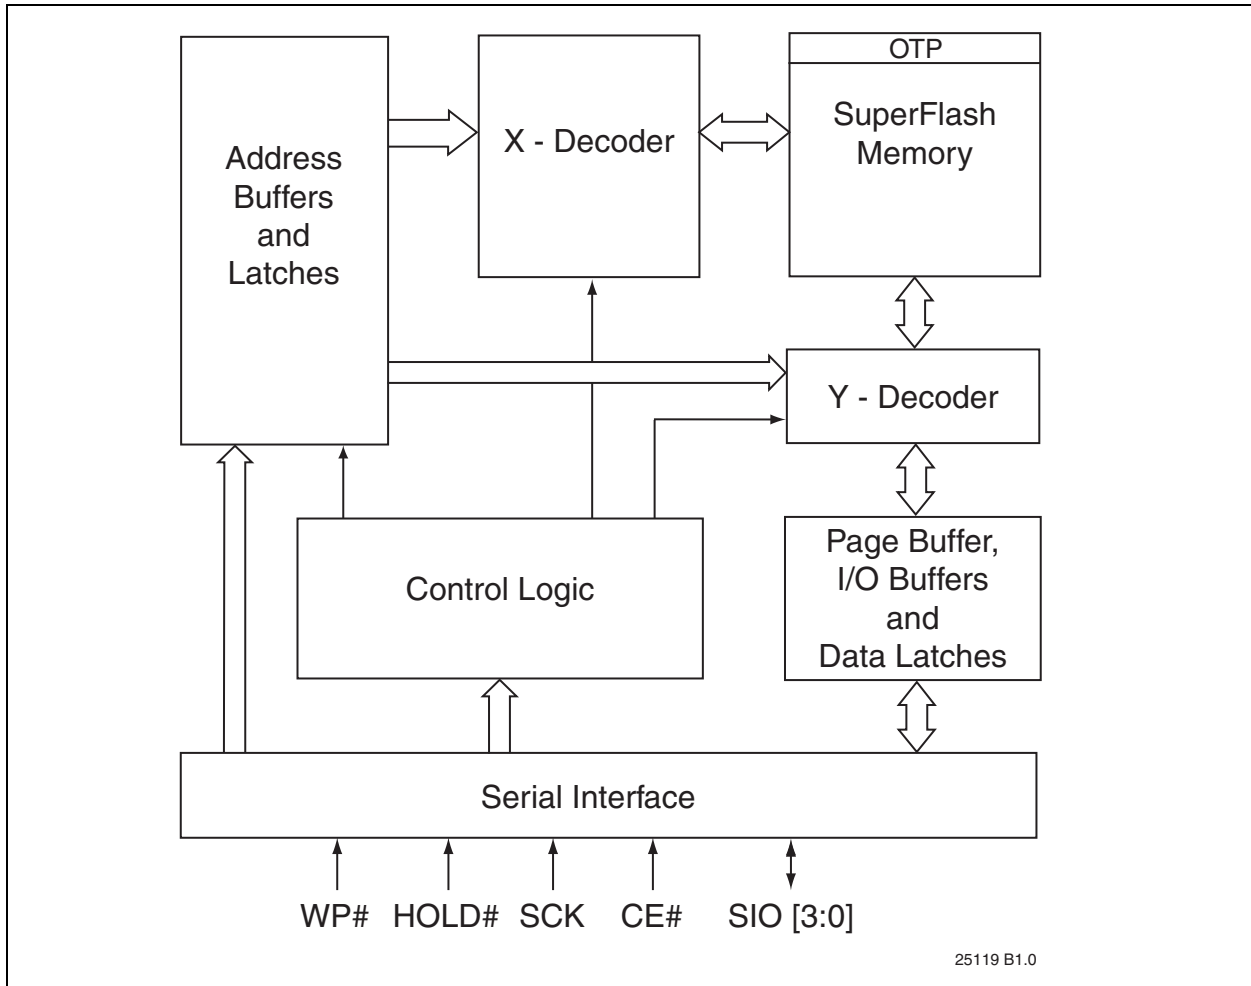 OTP
SuperFlash
Memory
X - Decoder
Address
Buffers
and
Latches
Y - Decoder
Page Buffer,
I/O Buffers
and
Data Latches
Control Logic
Serial Interface
WP# HOLD# SCK CE# SIO [3:0]
25119 B1.0